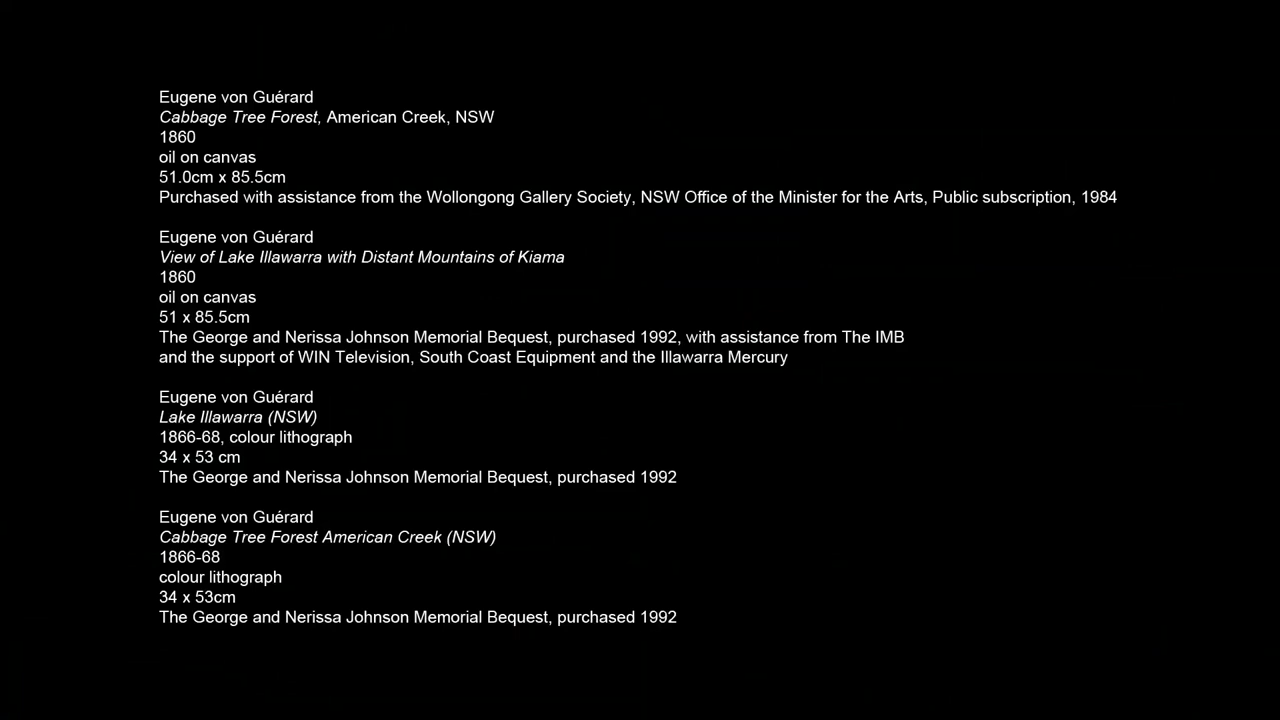 Eugene von Guérard
Cabbage Tree Forest, American Creek, NSW
1860
oil on canvas
51.0cm x 85.5cm
Purchased with assistance from the Wollongong Gallery Society, NSW Office of the Minister for the Arts, Public subscription, 1984
Eugene von Guérard
View of Lake Illawarra with Distant Mountains of Kiama
1860
oil on canvas
51 x 85.5cm
The George and Nerissa Johnson Memorial Bequest, purchased 1992, with assistance from The IMB
and the support of WIN Television, South Coast Equipment and the Illawarra Mercury
Eugene von Guérard
Lake Illawarra (NSW)
1866-68, colour lithograph
34 x 53 cm
The George and Nerissa Johnson Memorial Bequest, purchased 1992
Eugene von Guérard
Cabbage Tree Forest American Creek (NSW)
1866-68
colour lithograph
34 x 53cm
The George and Nerissa Johnson Memorial Bequest, purchased 1992